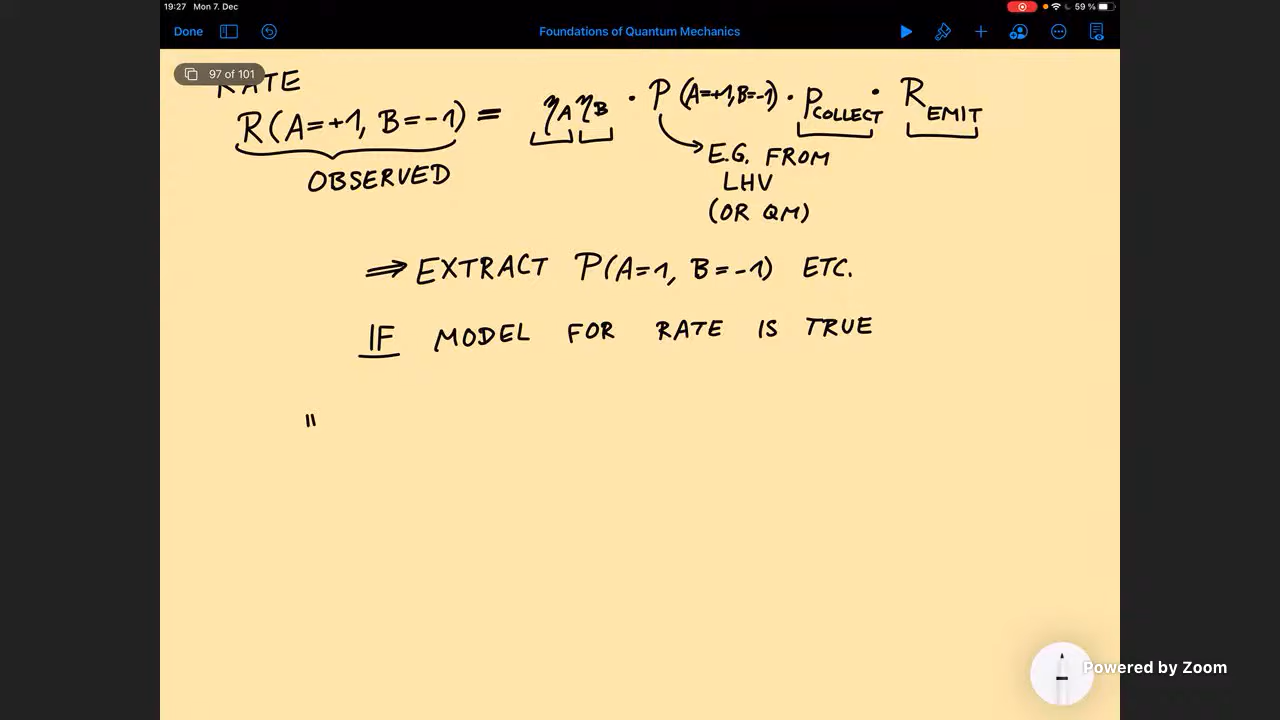 19:27 Mon 7. Dec
59 %
Done
Foundations of Quantum Mechanics
97 of 101
RATE
R(A=+1, B=-1) = ηA ηB · P(A=+1,B=-1) · PCOLLECT · REMIT
OBSERVED
E.G. FROM
LHV
(OR QM)
⇒ EXTRACT P(A=1, B=-1) ETC.
IF MODEL FOR RATE IS TRUE
"
Powered by Zoom